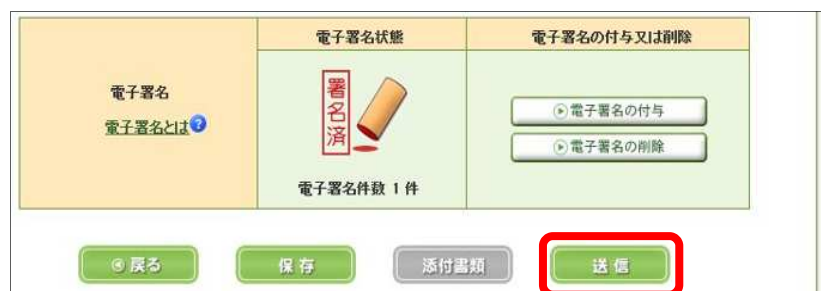 電子署名状態
電子署名の付与又は削除
電子署名
電子署名とは?
署名済
電子署名件数 1 件
電子署名の付与
電子署名の削除
戻る
保存
添付書類
送信